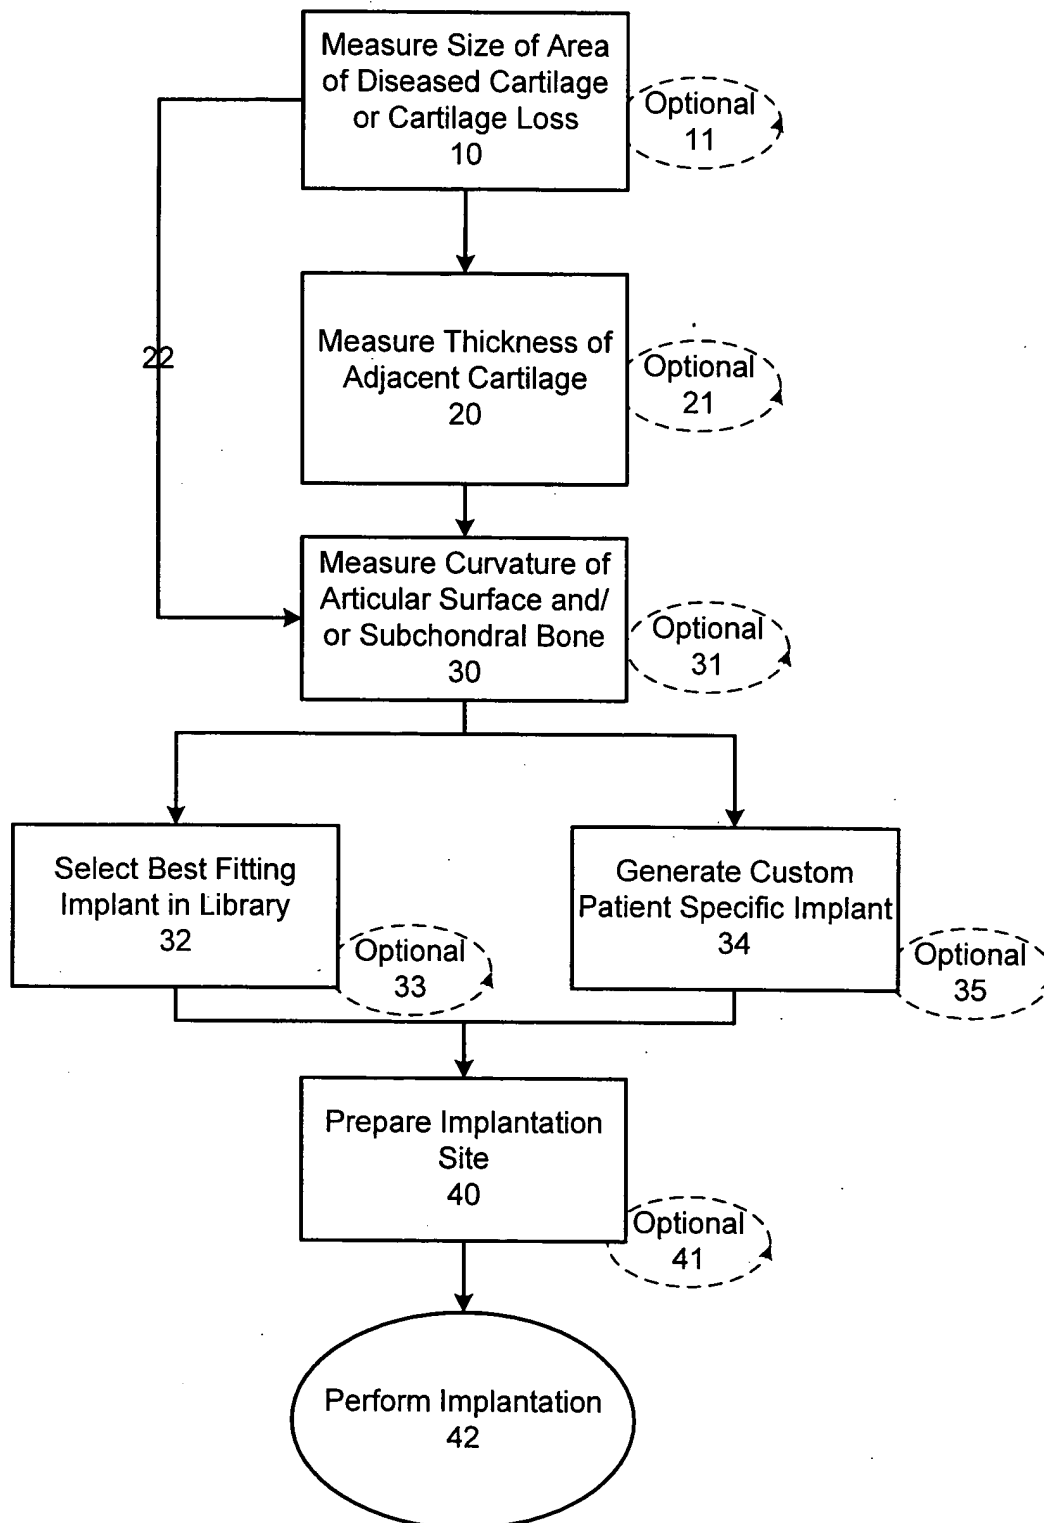 Measure Size of Area
of Diseased Cartilage
or Cartilage Loss
10
Optional
11
22
Measure Thickness of
Adjacent Cartilage
20
Optional
21
Measure Curvature of
Articular Surface and/
or Subchondral Bone
30
Optional
31
Select Best Fitting
Implant in Library
32
Optional
33
Generate Custom
Patient Specific Implant
34
Optional
35
Prepare Implantation
Site
40
Optional
41
Perform Implantation
42